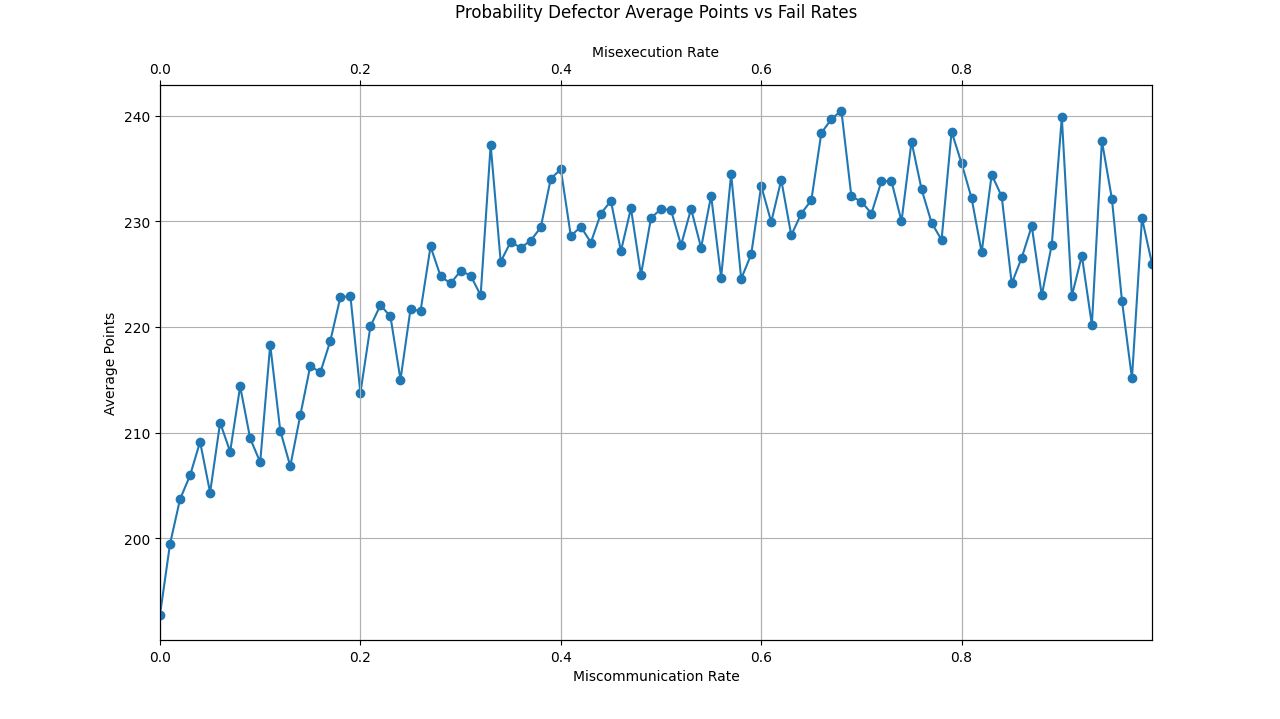 Probability Defector Average Points vs Fail Rates
Misexecution Rate
0.0 0.2 0.4 0.6 0.8
240
230
220
210
200
Average Points
0.0 0.2 0.4 0.6 0.8
Miscommunication Rate